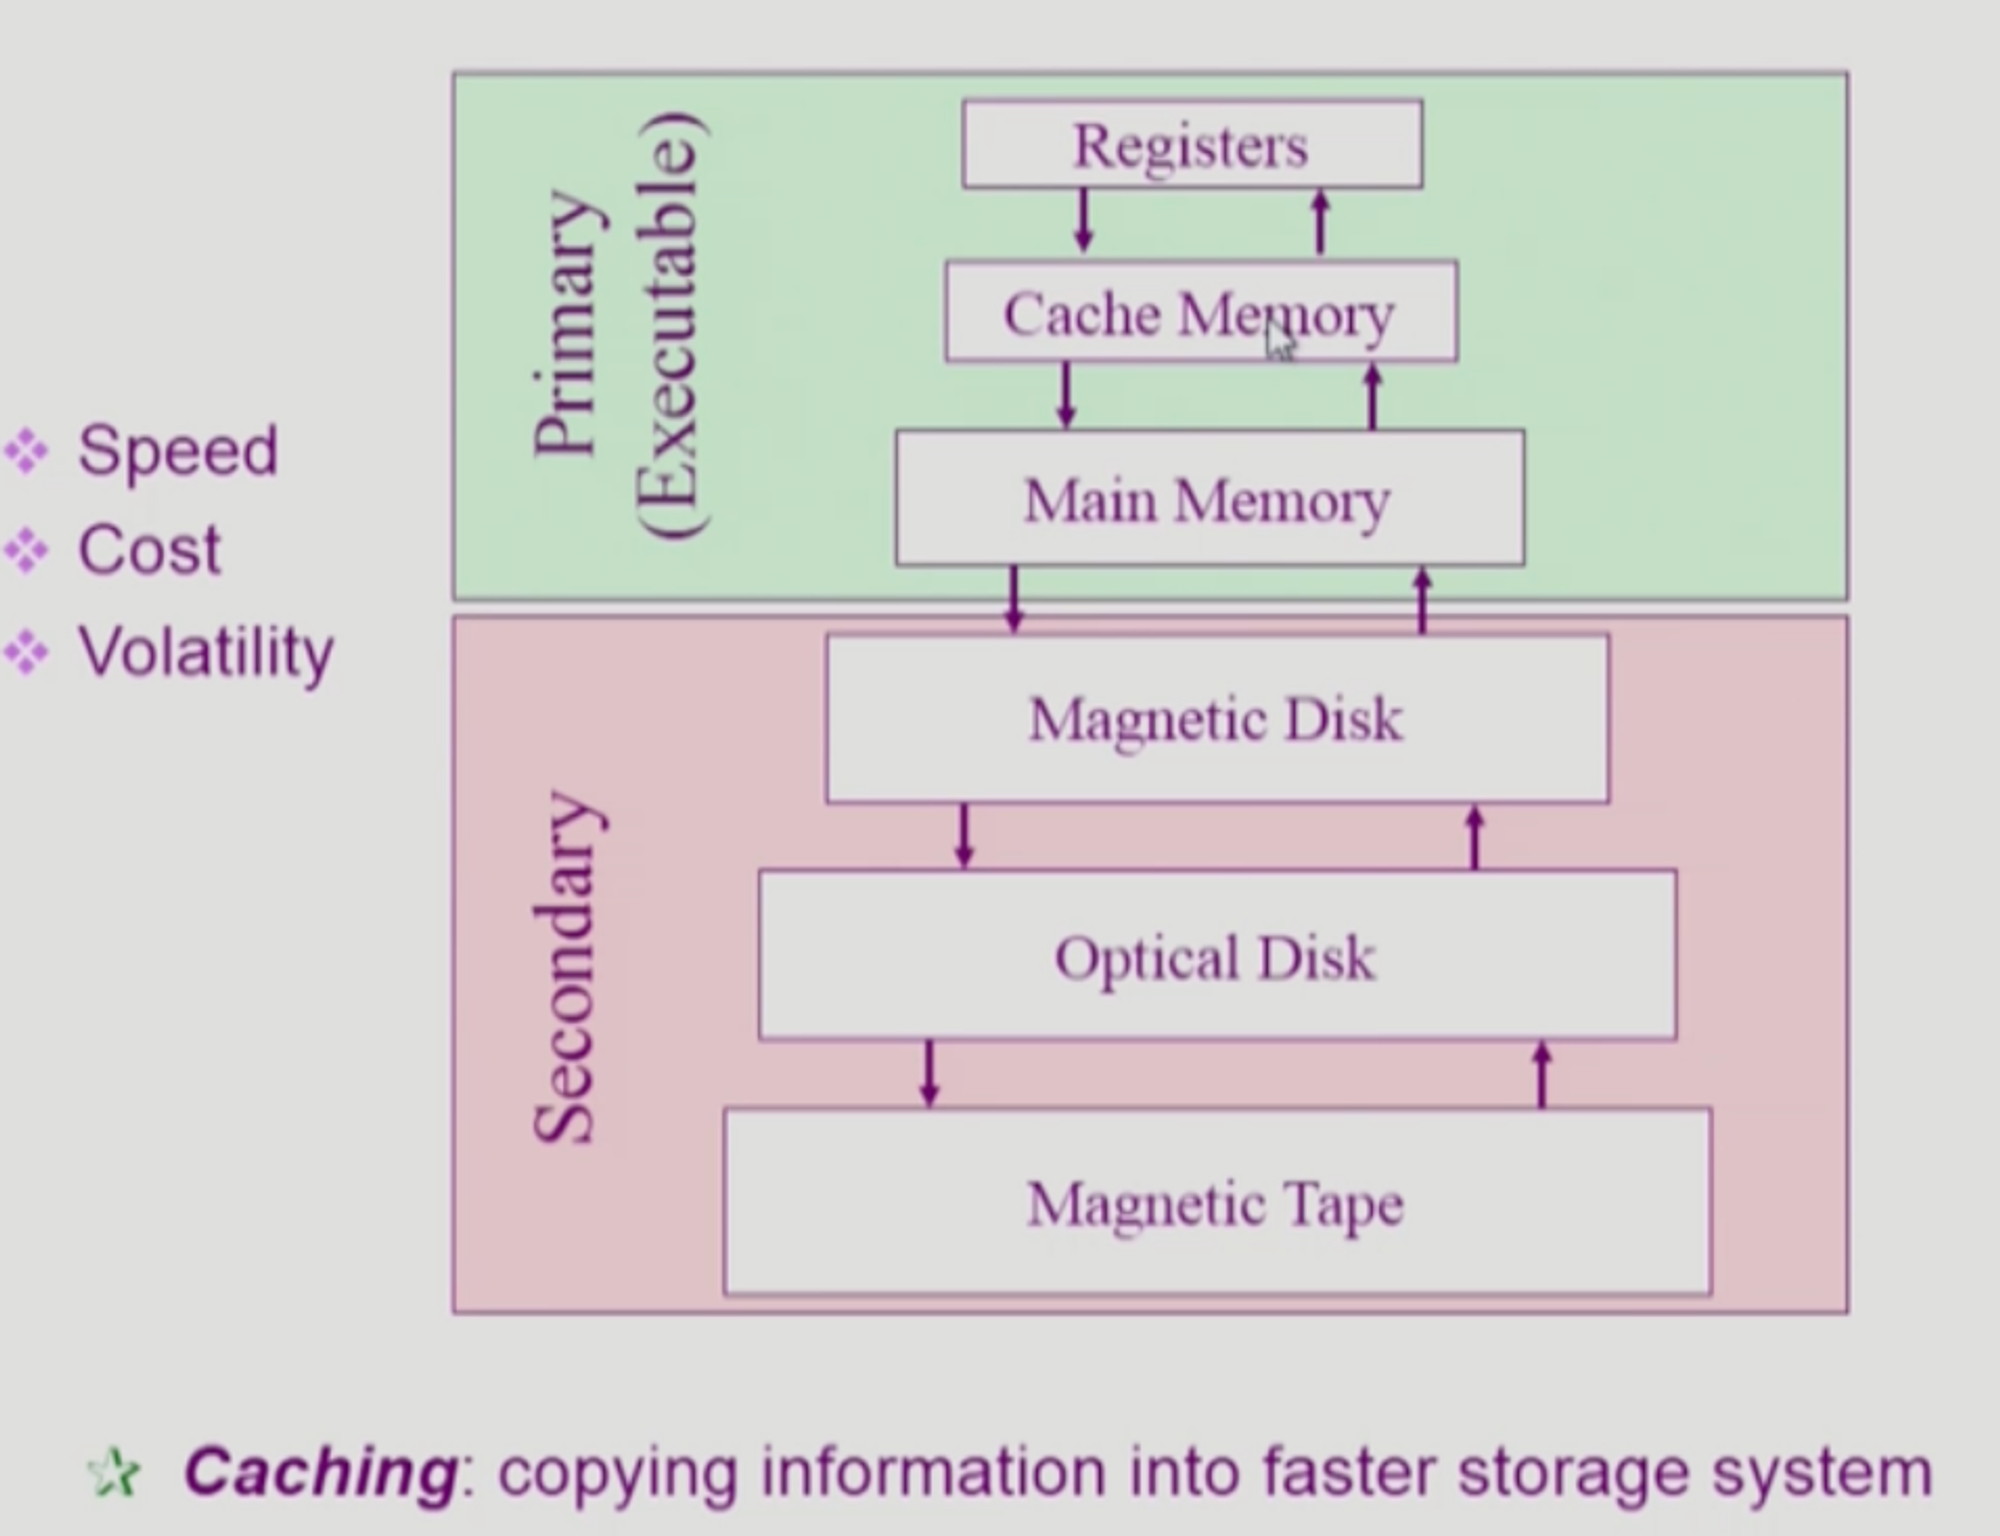 Speed
Cost
Volatility
Primary
(Executable)
Registers
Cache Memory
Main Memory
Secondary
Magnetic Disk
Optical Disk
Magnetic Tape
Caching: copying information into faster storage system